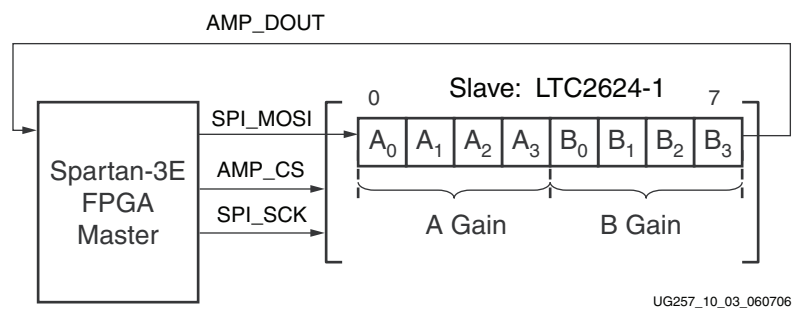 AMP_DOUT
0
Slave: LTC2624-1
7
SPI_MOSI
A0 A1 A2 A3 B0 B1 B2 B3
Spartan-3E
FPGA
Master
AMP_CS
SPI_SCK
A Gain
B Gain
UG257_10_03_060706